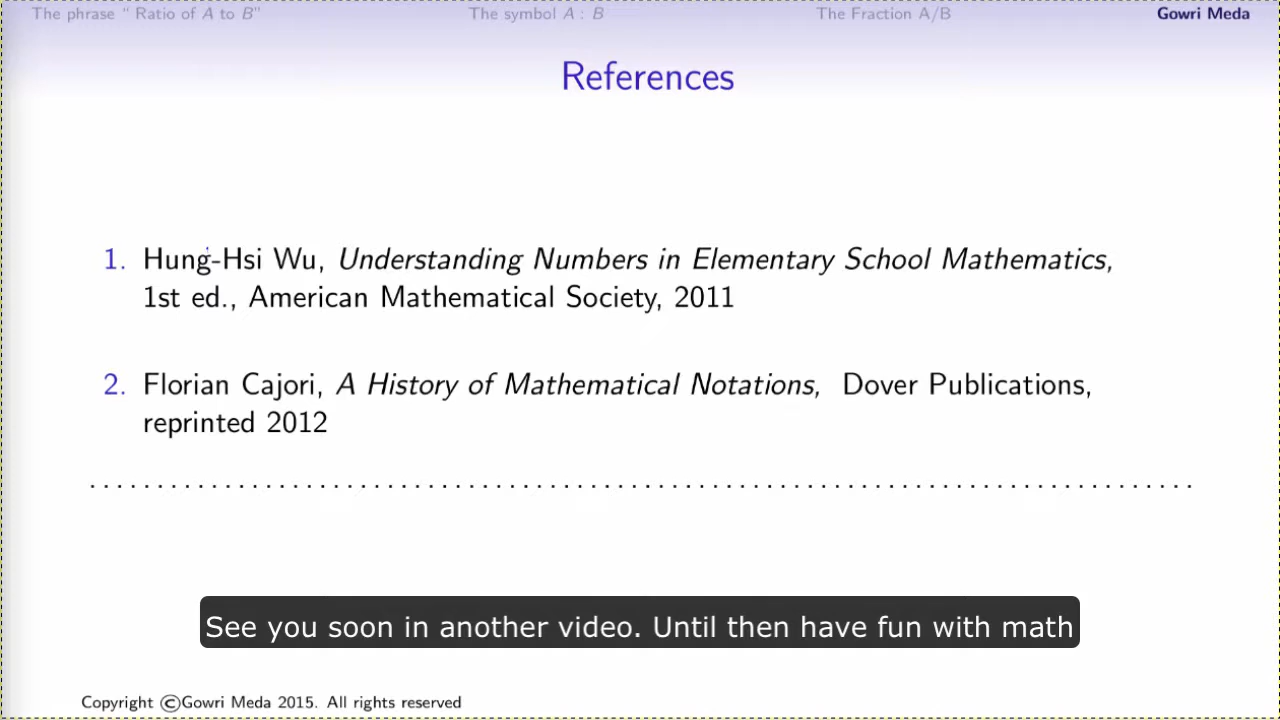 The phrase “ Ratio of A to B” The symbol A : B The Fraction A/B Gowri Meda
References
1. Hung-Hsi Wu, Understanding Numbers in Elementary School Mathematics,
1st ed., American Mathematical Society, 2011
2. Florian Cajori, A History of Mathematical Notations, Dover Publications,
reprinted 2012
See you soon in another video. Until then have fun with math
Copyright ©Gowri Meda 2015. All rights reserved